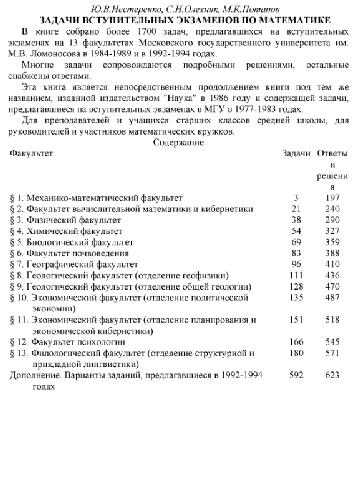 Ю.В.Нестеренко, С.Н.Олехник, М.К.Потапов
ЗАДАЧИ ВСТУПИТЕЛЬНЫХ ЭКЗАМЕНОВ ПО МАТЕМАТИКЕ
В книге собрано более 1700 задач, предлагавшихся на вступительных
экзаменах на 13 факультетах Московского государственного университета им.
М.В. Ломоносова в 1984-1989 и в 1992-1994 годах.
Многие задачи сопровождаются подробными решениями, остальные
снабжены ответами.
Эта книга является непосредственным продолжением книги под тем же
названием, изданной издательством "Наука" в 1986 году и содержащей задачи,
предлагавшиеся на вступительных экзаменах в МГУ в 1977-1983 годах.
Для преподавателей и учащихся старших классов средней школы, для
руководителей и участников математических кружков.
Содержание
Факультет Задачи Ответы
и
решени
я
§ 1. Механико-математический факультет 3 197
§ 2. Факультет вычислительной математики и кибернетики 21 240
§ 3. Физический факультет 38 290
§ 4. Химический факультет 54 327
§ 5. Биологический факультет 69 359
§ 6. Факультет почвоведения 83 388
§ 7. Географический факультет 96 410
§ 8. Геологический факультет (отделение геофизики) 111 436
§ 9. Геологический факультет (отделение общей геологии) 128 470
§ 10. Экономический факультет (отделение политической 135 487
экономии)
§ 11. Экономический факультет (отделение планирования и 151 518
экономической кибернетики)
§ 12. Факультет психологии 166 545
§ 13. Филологический факультет (отделение структурной и 180 571
прикладной лингвистики)
Дополнение. Варианты заданий, предлагавшиеся в 1992-1994 592 623
годах